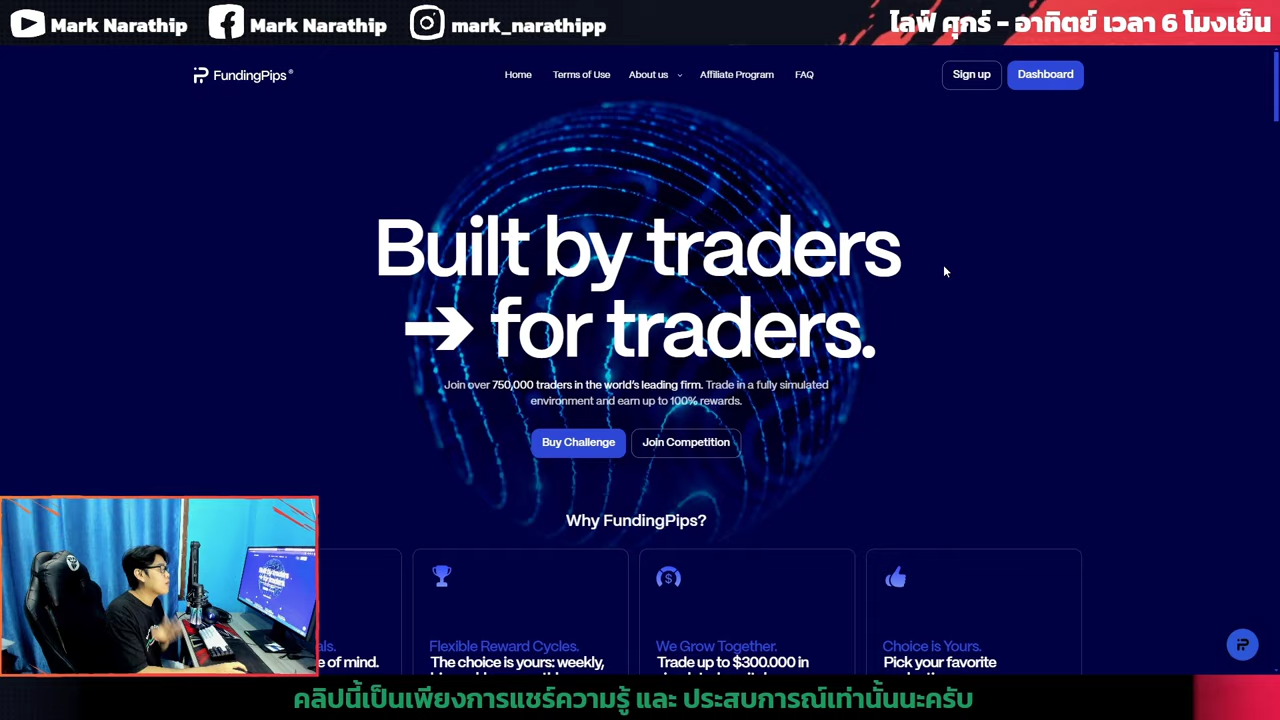 Mark Narathip
Mark Narathip
mark_narathipp
ไลฟ์ ศุกร์ - อาทิตย์ เวลา 6 โมงเย็น
FundingPips
Home
Terms of Use
About us
Affiliate Program
FAQ
Sign up
Dashboard
Built by traders
➔ for traders.
Join over 750,000 traders in the world's leading firm. Trade in a fully simulated
environment and earn up to 100% rewards.
Buy Challenge
Join Competition
Why FundingPips?
e of mind.
Flexible Reward Cycles.
The choice is yours: weekly,
We Grow Together.
Trade up to $300.000 in
Choice is Yours.
Pick your favorite
คลิปนี้เป็นเพียงการแชร์ความรู้ และ ประสบการณ์เท่านั้นนะครับ